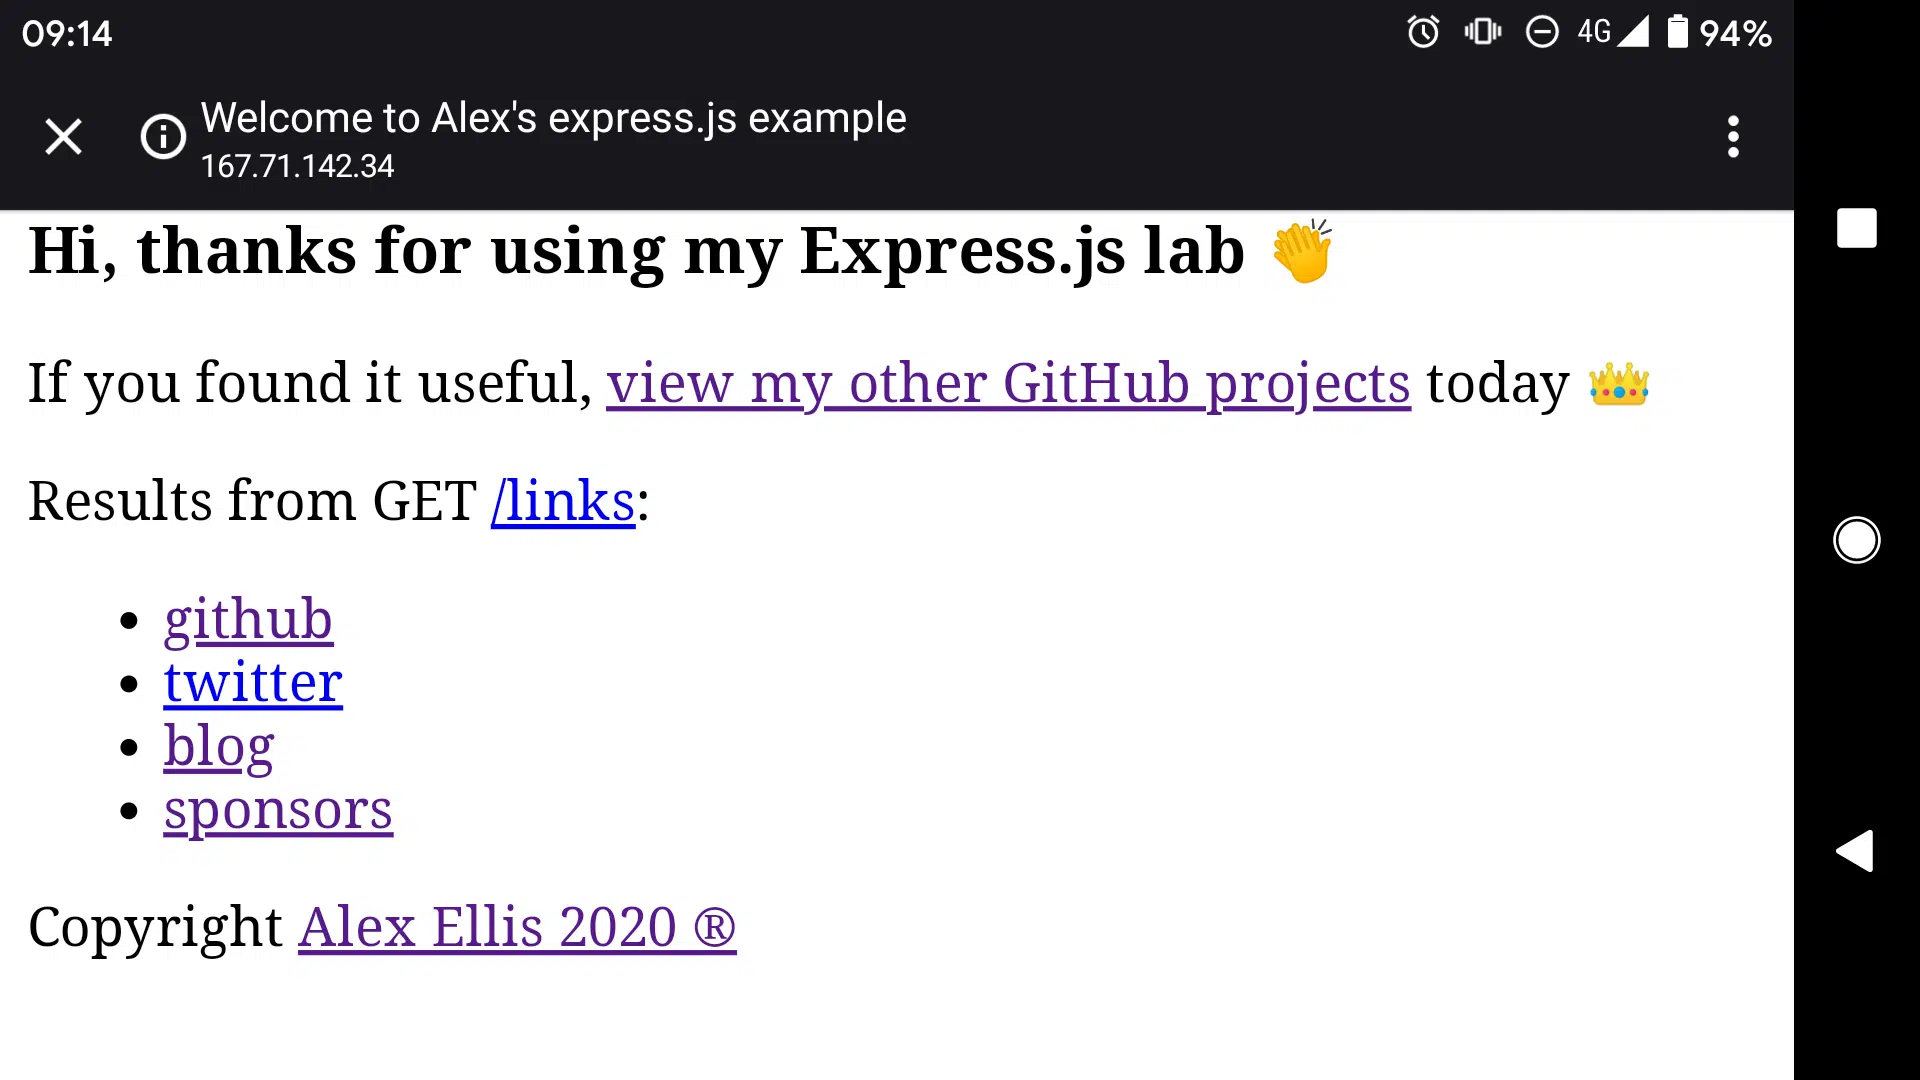 09:14
4G 94%
Welcome to Alex's express.js example
167.71.142.34
Hi, thanks for using my Express.js lab 👏
If you found it useful, view my other GitHub projects today 👑
Results from GET /links:
• github
• twitter
• blog
• sponsors
Copyright Alex Ellis 2020 ®